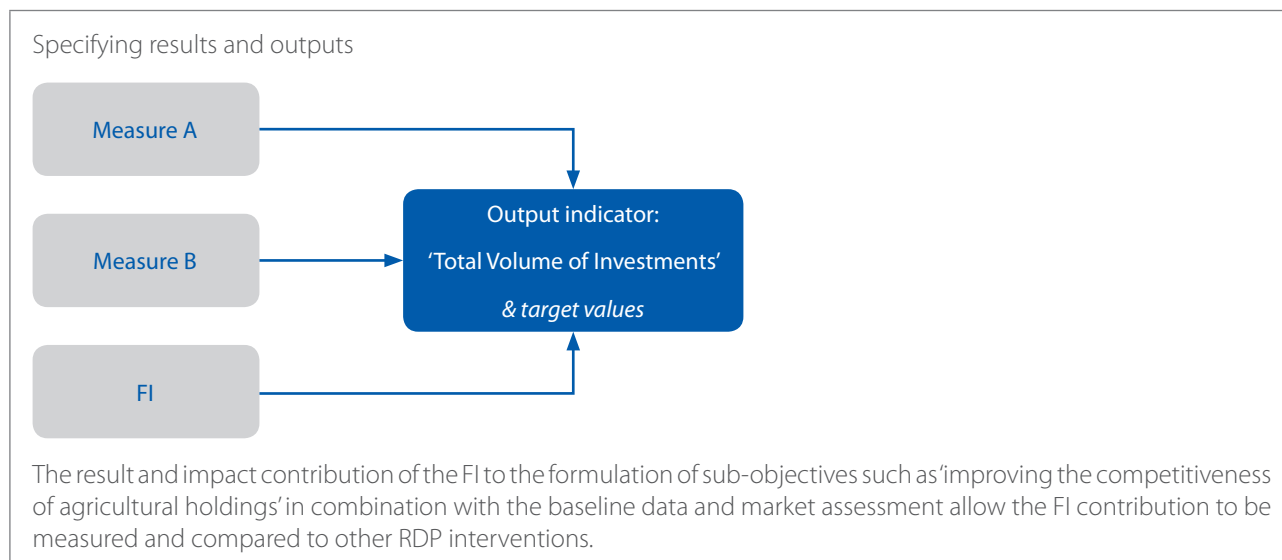 Specifying results and outputs
Measure A
Output indicator:
‘Total Volume of Investments’
& target values
Measure B
FI
The result and impact contribution of the FI to the formulation of sub-objectives such as ‘improving the competitiveness
of agricultural holdings’ in combination with the baseline data and market assessment allow the FI contribution to be
measured and compared to other RDP interventions.